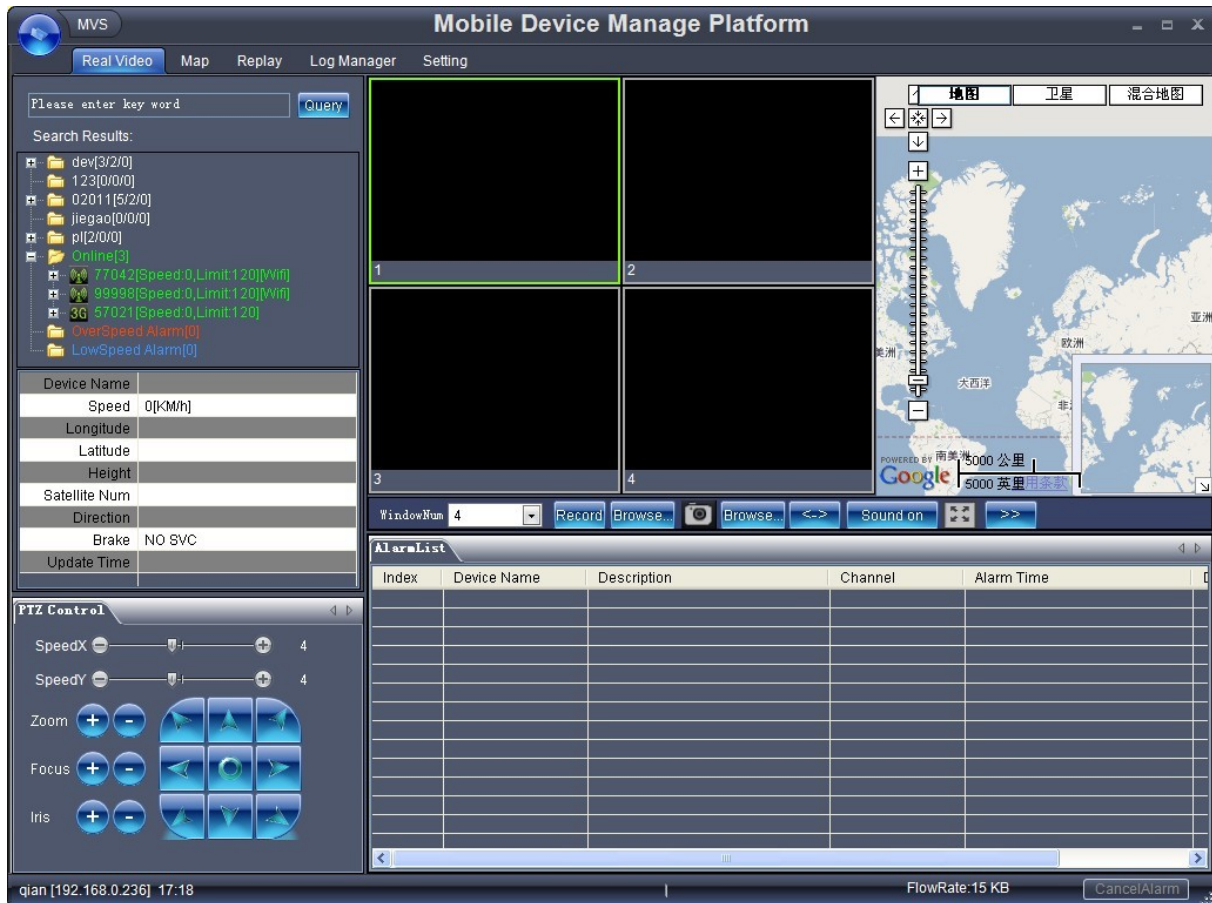 MVS
Mobile Device Manage Platform
Real Video Map Replay Log Manager Setting
Please enter key word Query
Search Results:
dev[3/2/0]
123[0/0/0]
02011[5/2/0]
jiegao[0/0/0]
pl[2/0/0]
Online[3]
77042[Speed:0,Limit:120][Wifi]
99998[Speed:0,Limit:120][Wifi]
3G 57021[Speed:0,Limit:120]
OverSpeed Alarm[0]
LowSpeed Alarm[0]
Device Name
Speed 0[KM/h]
Longitude
Latitude
Height
Satellite Num
Direction
Brake NO SVC
Update Time
PTZ Control
SpeedX 4
SpeedY 4
Zoom + -
Focus + -
Iris + -
1
2
3
4
地图 卫星 混合地图
亚洲
欧洲
美洲
大西洋
非
南美洲
POWERED BY
Google
5000 公里
5000 英里
用条款
WindowNum 4 Record Browse... Browse... <-> Sound on >>
AlarmList
Index Device Name Description Channel Alarm Time D
qian [192.168.0.236] 17:18
FlowRate:15 KB
CancelAlarm